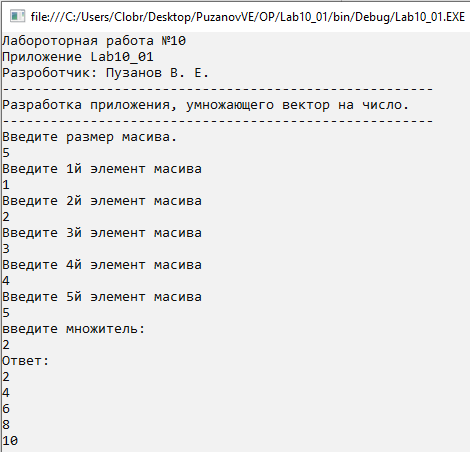 file:///C:/Users/Clobr/Desktop/PuzanovVE/OP/Lab10_01/bin/Debug/Lab10_01.EXE
Лабороторная работа №10
Приложение Lab10_01
Разроботчик: Пузанов В. Е.
------------------------------------------------------
Разработка приложения, умножающего вектор на число.
------------------------------------------------------
Введите размер масива.
5
Введите 1й элемент масива
1
Введите 2й элемент масива
2
Введите 3й элемент масива
3
Введите 4й элемент масива
4
Введите 5й элемент масива
5
введите множитель:
2
Ответ:
2
4
6
8
10